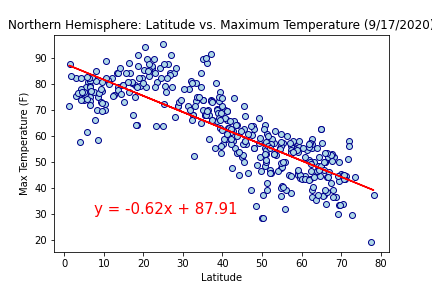 Northern Hemisphere: Latitude vs. Maximum Temperature (9/17/2020)
Max Temperature (F)
90
80
70
60
50
40
30
20
y = -0.62x + 87.91
0 10 20 30 40 50 60 70 80
Latitude